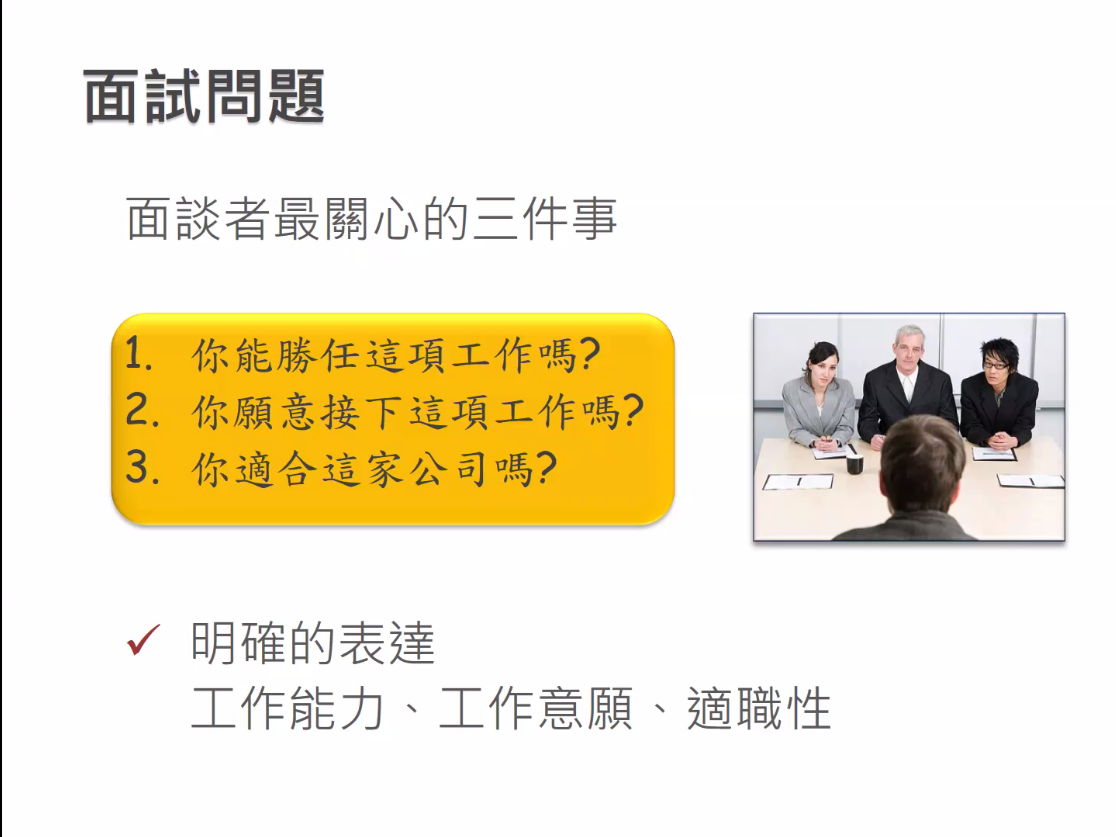 面試問題
面談者最關心的三件事
1. 你能勝任這項工作嗎?
2. 你願意接下這項工作嗎?
3. 你適合這家公司嗎?
✓ 明確的表達
工作能力、工作意願、適職性